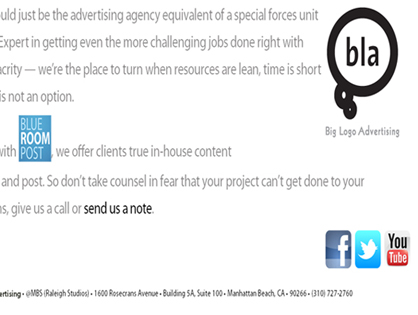 uld just be the advertising agency equivalent of a special forces unit
Expert in getting even the more challenging jobs done right with
acrity — we're the place to turn when resources are lean, time is short
is not an option.
bla
Big Logo Advertising
with BLUE ROOM POST, we offer clients true in-house content
and post. So don't take counsel in fear that your project can't get done to your
ns, give us a call or send us a note.
You Tube
ertising • @MBS (Raleigh Studios) • 1600 Rosecrans Avenue • Building 5A, Suite 100 • Manhattan Beach, CA • 90266 • (310) 727-2760